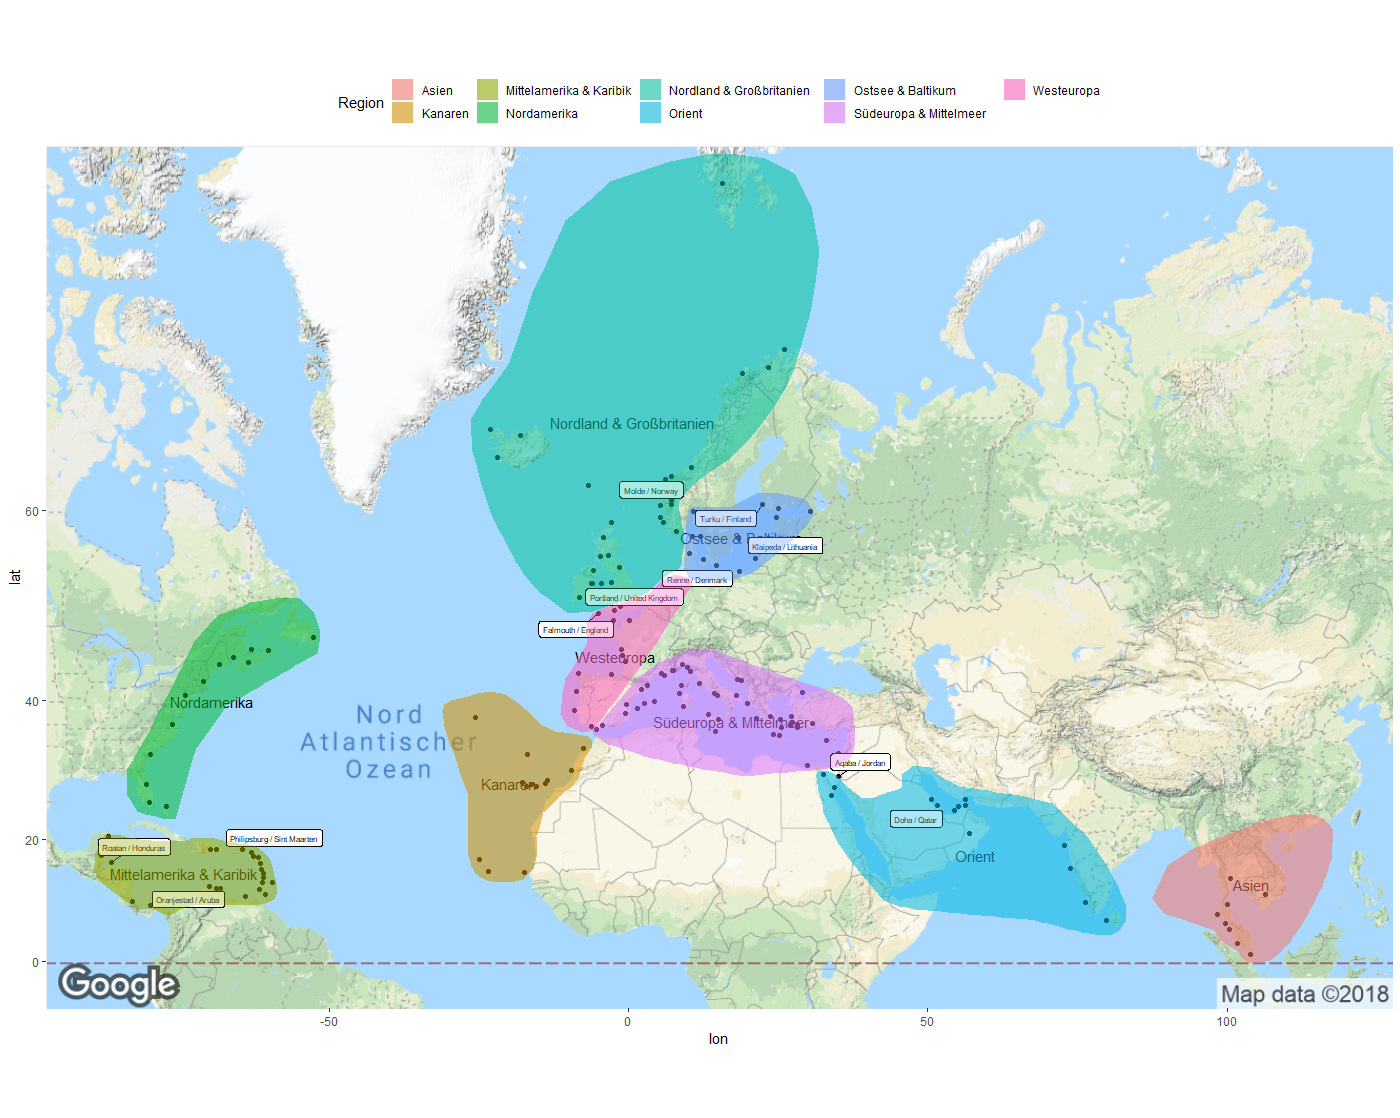 Region
Asien
Mittelamerika & Karibik
Nordland & Großbritanien
Ostsee & Baltikum
Westeuropa
Kanaren
Nordamerika
Orient
Südeuropa & Mittelmeer
Nordland & Großbritanien
60
Molde / Norway
Turku / Finland
Ostsee & Baltikum
Klaipeda / Lithuania
lat
Rønne / Denmark
Portland / United Kingdom
Falmouth / England
Westeuropa
40
Nordamerika
Nord
Atlantischer
Ozean
Südeuropa & Mittelmeer
Aqaba / Jordan
Kanaren
Doha / Qatar
20
Philipsburg / Sint Maarten
Roatan / Honduras
Orient
Mittelamerika & Karibik
Asien
Oranjestad / Aruba
0
Google
Map data ©2018
-50
0
50
100
lon